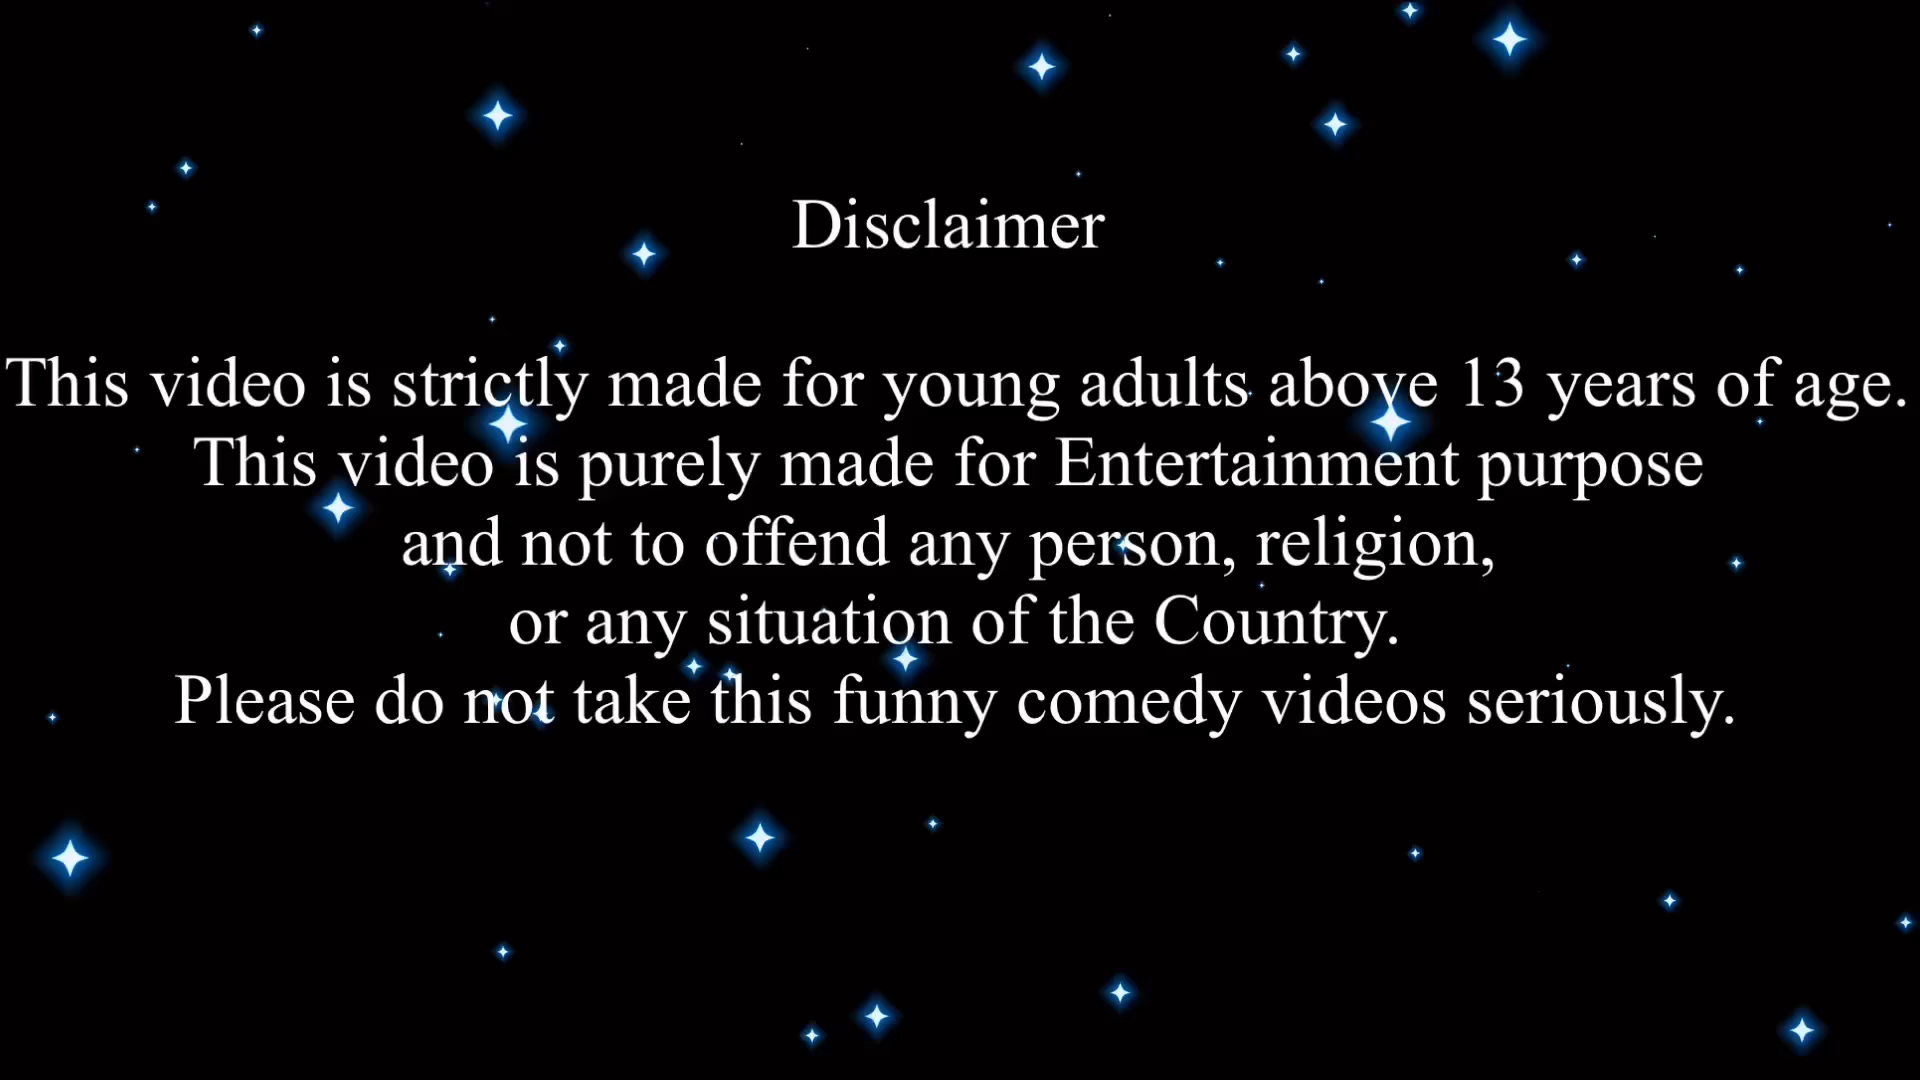 Disclaimer
This video is strictly made for young adults above 13 years of age.
This video is purely made for Entertainment purpose
and not to offend any person, religion,
or any situation of the Country.
Please do not take this funny comedy videos seriously.